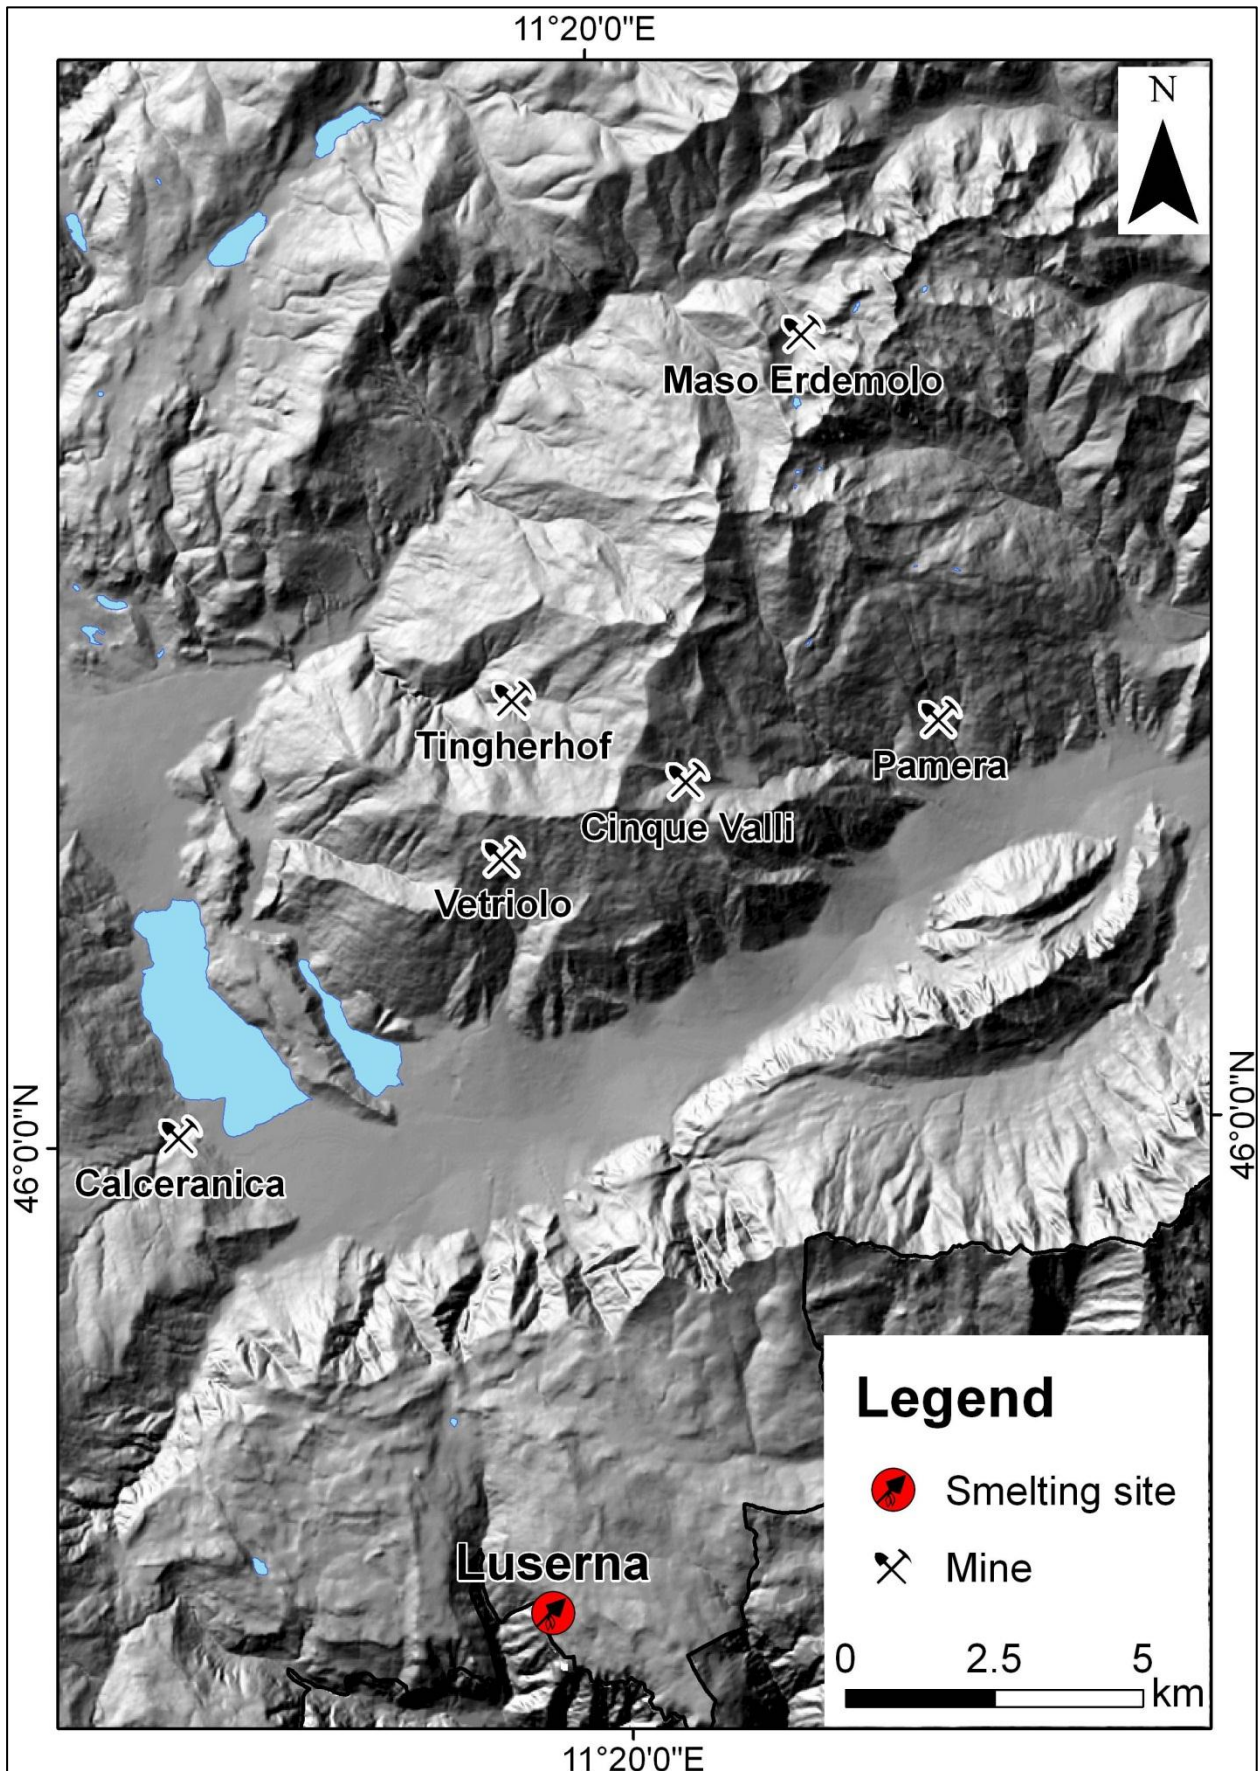 11°20'0"E
N
Maso Erdemolo
Tingherhof
Pamera
Cinque Valli
Vetriolo
46°0'0"N
46°0'0"N
Calceranica
Legend
Smelting site
Mine
Luserna
0 2.5 5
km
11°20'0"E